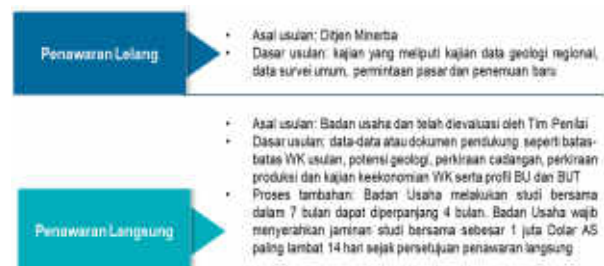 Penawaran Lelang
• Asal usulan: Ditjen Minerba
• Dasar usulan: kajian yang meliputi kajian data geologi regional,
data survei umum, permintaan pasar dan penemuan baru
Penawaran Langsung
• Asal usulan: Badan usaha dan telah dievaluasi oleh Tim Penilai
• Dasar usulan: data-data atau dokumen pendukung seperti batas-
batas WK usulan, potensi geologi, perkiraan cadangan, perkiraan
produksi dan kajian keekonomian WK serta profil BU dan BUT
• Proses tambahan: Badan Usaha melakukan studi bersama
dalam 7 bulan dapat diperpanjang 4 bulan. Badan Usaha wajib
menyerahkan jaminan studi bersama sebesar 1 juta Dolar AS
paling lambat 14 hari sejak persetujuan penawaran langsung